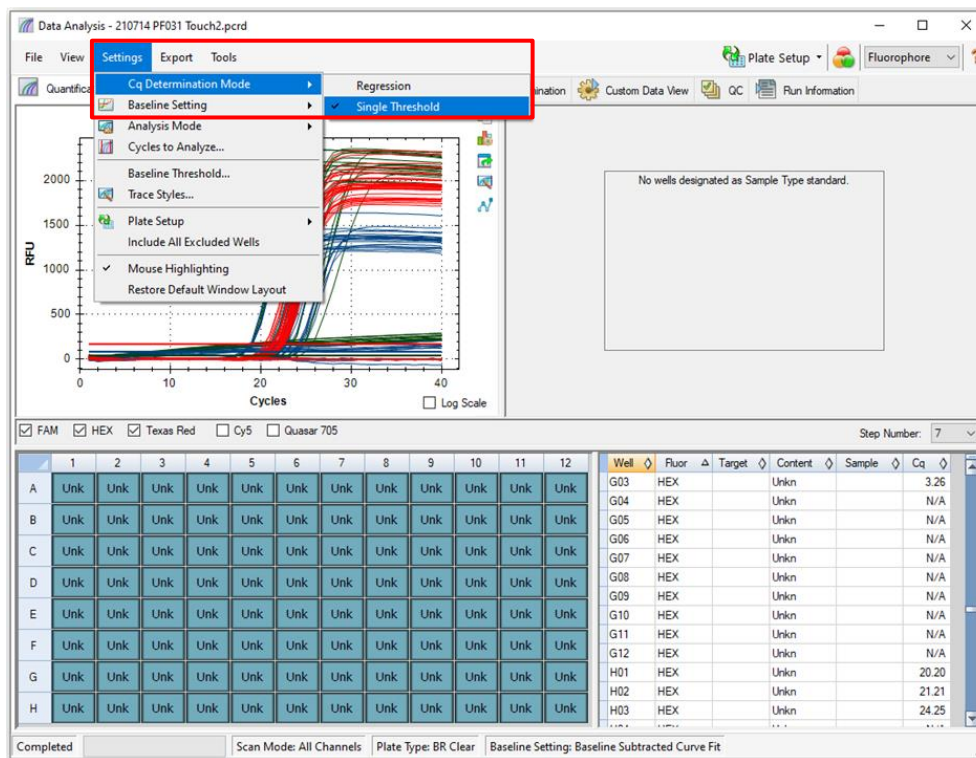 Data Analysis - 210714 PF031 Touch2.pcrd
File View Settings Export Tools
Plate Setup
Fluorophore
Quantifica
Custom Data View
QC
Run Information
Cq Determination Mode
Baseline Setting
Analysis Mode
Cycles to Analyze...
Baseline Threshold...
Trace Styles...
Plate Setup
Include All Excluded Wells
Mouse Highlighting
Restore Default Window Layout
Regression
Single Threshold
No wells designated as Sample Type standard.
2000
1500
1000
500
0
RFU
0 10 20 30 40
Cycles
Log Scale
FAM HEX Texas Red Cy5 Quasar 705
Step Number: 7
1 2 3 4 5 6 7 8 9 10 11 12
A Unk Unk Unk Unk Unk Unk Unk Unk Unk Unk Unk Unk
B Unk Unk Unk Unk Unk Unk Unk Unk Unk Unk Unk Unk
C Unk Unk Unk Unk Unk Unk Unk Unk Unk Unk Unk Unk
D Unk Unk Unk Unk Unk Unk Unk Unk Unk Unk Unk Unk
E Unk Unk Unk Unk Unk Unk Unk Unk Unk Unk Unk Unk
F Unk Unk Unk Unk Unk Unk Unk Unk Unk Unk Unk Unk
G Unk Unk Unk Unk Unk Unk Unk Unk Unk Unk Unk Unk
H Unk Unk Unk Unk Unk Unk Unk Unk Unk Unk Unk Unk
Well Fluor Target Content Sample Cq
G03 HEX Unkn 3.26
G04 HEX Unkn N/A
G05 HEX Unkn N/A
G06 HEX Unkn N/A
G07 HEX Unkn N/A
G08 HEX Unkn N/A
G09 HEX Unkn N/A
G10 HEX Unkn N/A
G11 HEX Unkn N/A
G12 HEX Unkn N/A
H01 HEX Unkn 20.20
H02 HEX Unkn 21.21
H03 HEX Unkn 24.25
Completed
Scan Mode: All Channels
Plate Type: BR Clear
Baseline Setting: Baseline Subtracted Curve Fit